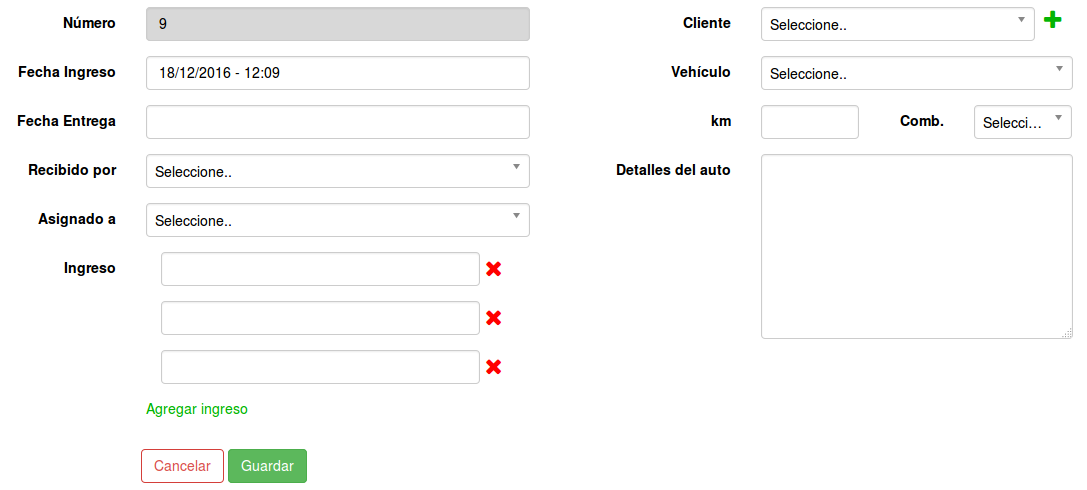 Número 9
Fecha Ingreso 18/12/2016 - 12:09
Fecha Entrega
Recibido por Seleccione..
Asignado a Seleccione..
Ingreso
Agregar ingreso
Cancelar Guardar
Cliente Seleccione..
Vehículo Seleccione..
km Comb. Selecci...
Detalles del auto